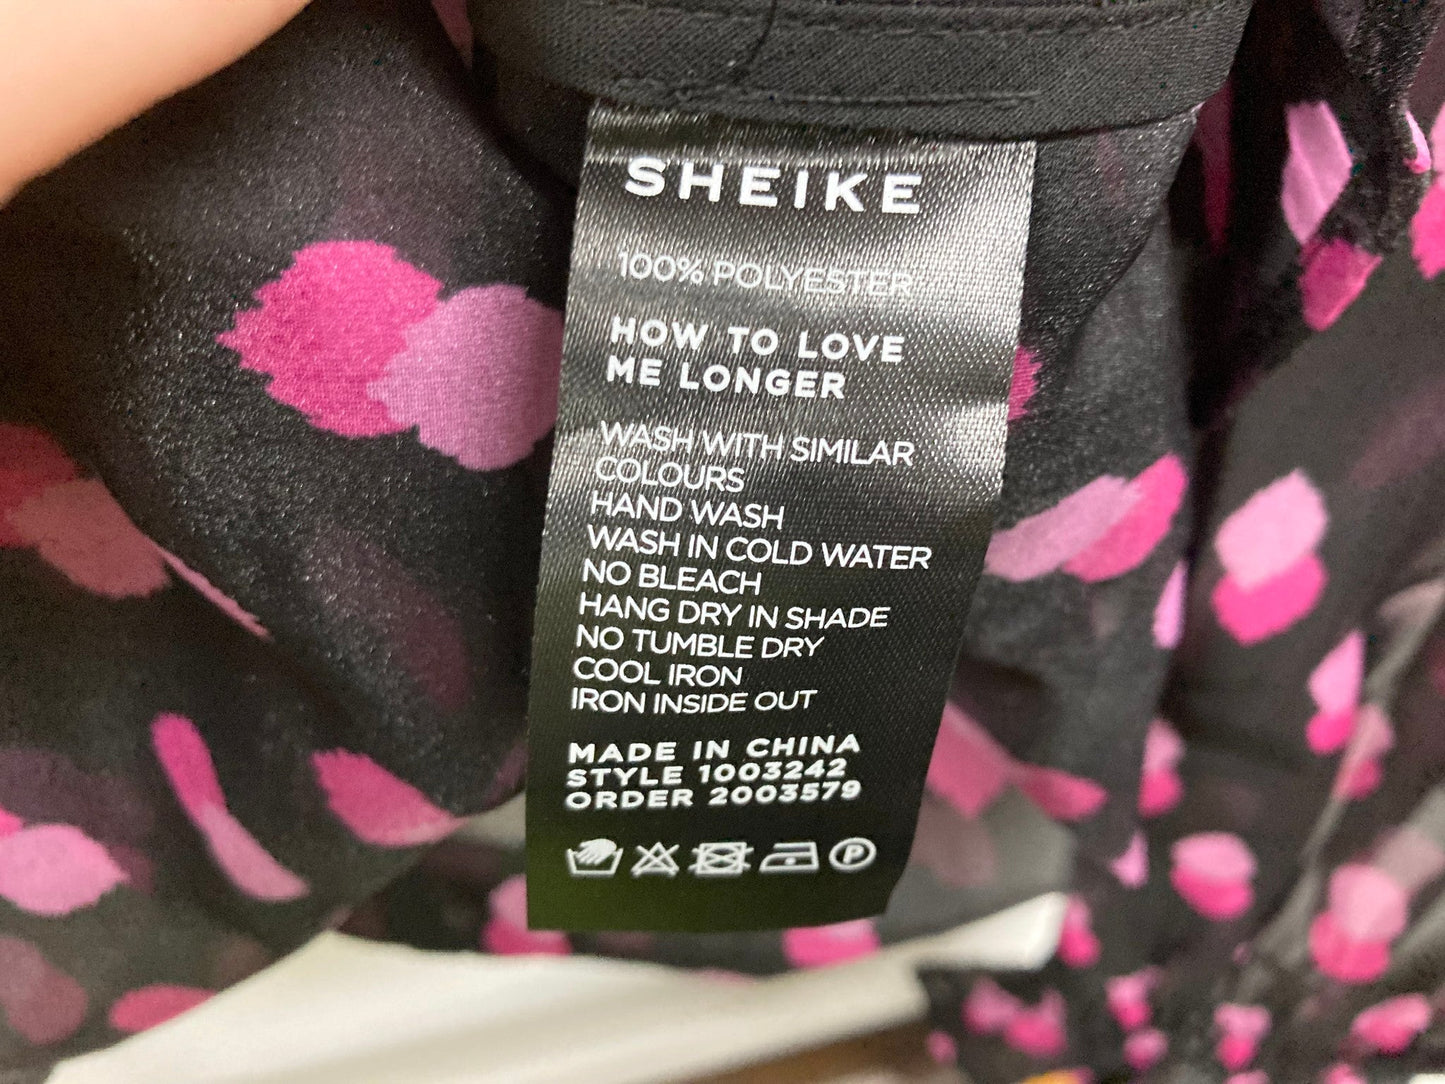 SHEIKE
100% POLYESTER
HOW TO LOVE
ME LONGER
WASH WITH SIMILAR
COLOURS
HAND WASH
WASH IN COLD WATER
NO BLEACH
HANG DRY IN SHADE
NO TUMBLE DRY
COOL IRON
IRON INSIDE OUT
MADE IN CHINA
STYLE 1003242
ORDER 2003579
P